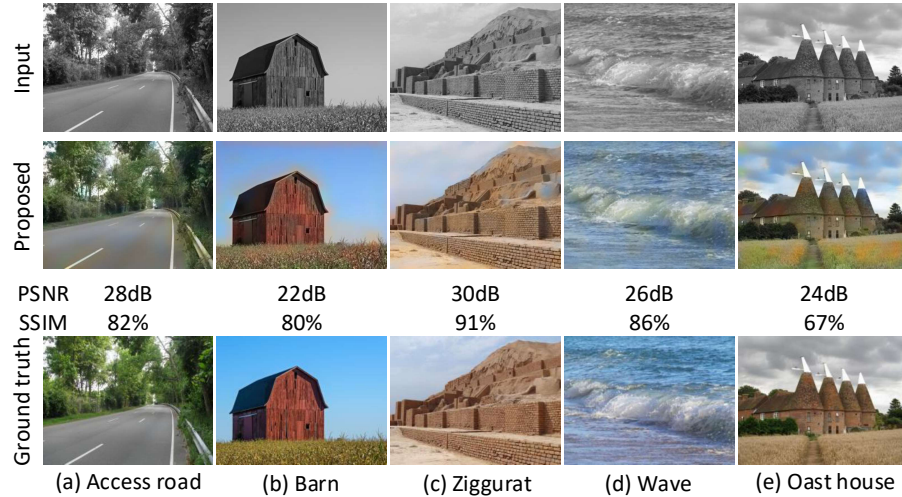 Input
Proposed
PSNR 28dB 22dB 30dB 26dB 24dB
SSIM 82% 80% 91% 86% 67%
Ground truth
(a) Access road (b) Barn (c) Ziggurat (d) Wave (e) Oast house